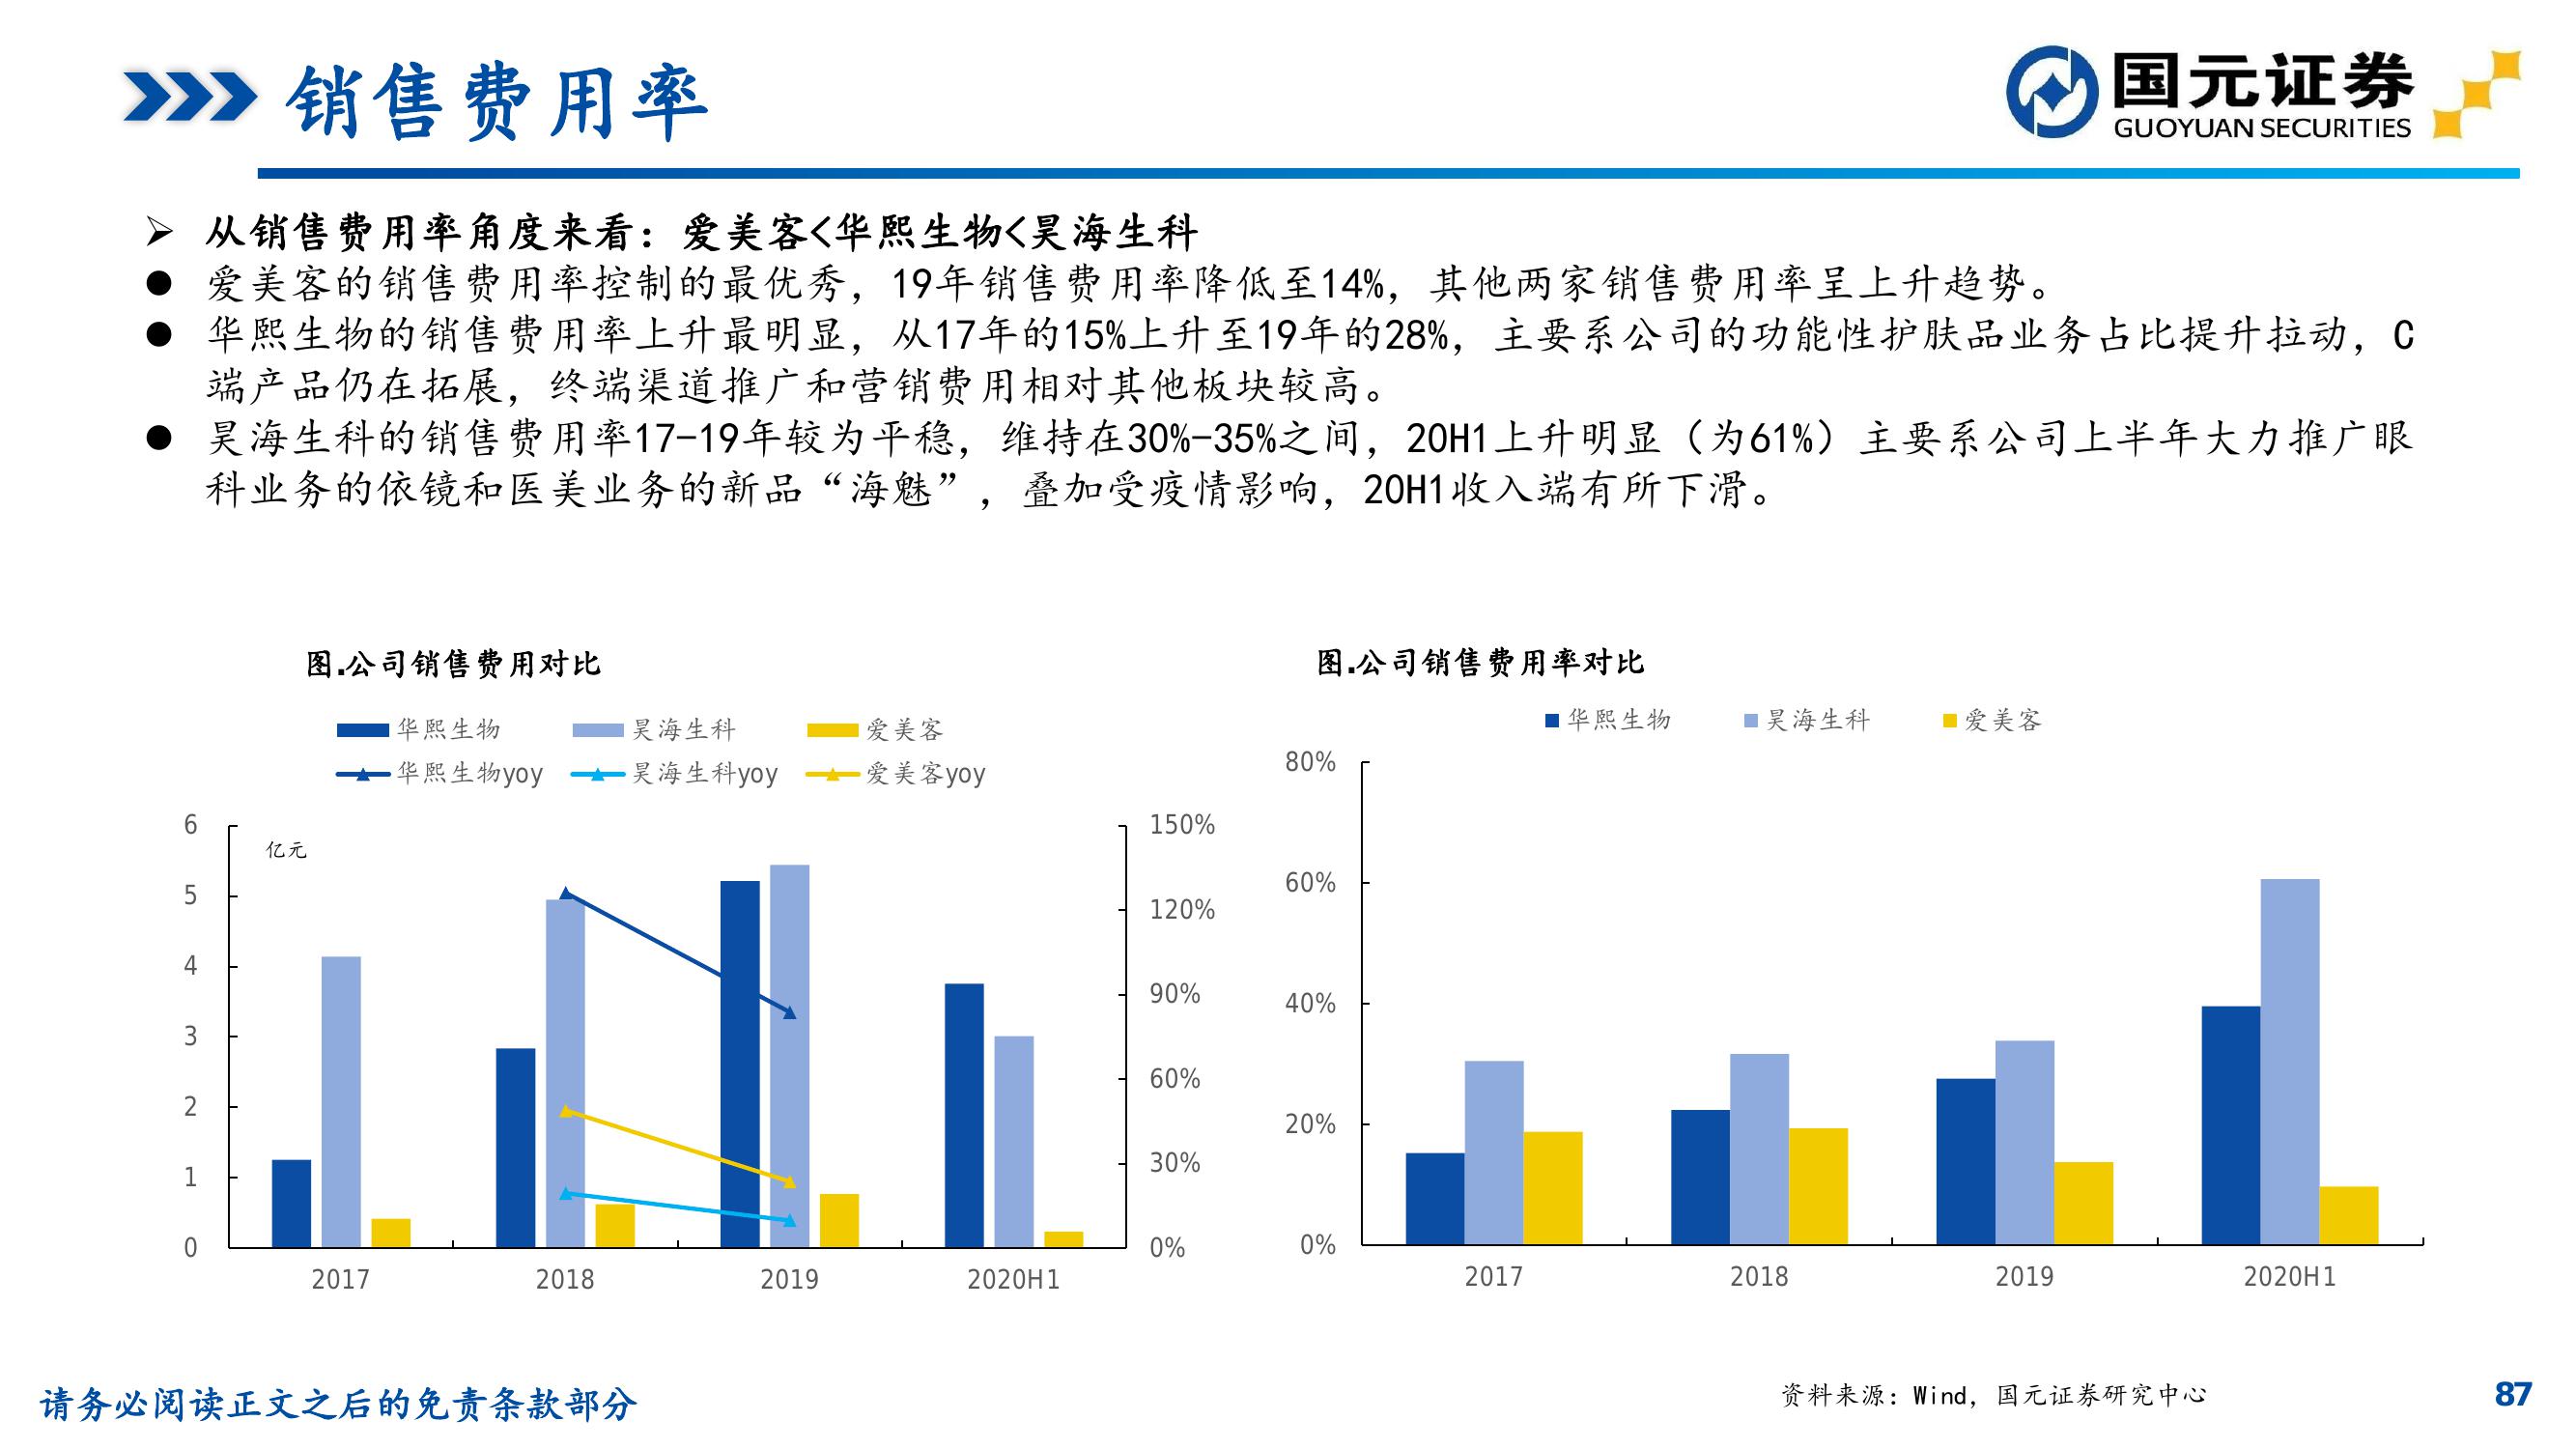 销售费用率
国元证券
GUOYUAN SECURITIES
➢ 从销售费用率角度来看：爱美客<华熙生物<昊海生科
● 爱美客的销售费用率控制的最优秀，19年销售费用率降低至14%，其他两家销售费用率呈上升趋势。
● 华熙生物的销售费用率上升最明显，从17年的15%上升至19年的28%，主要系公司的功能性护肤品业务占比提升拉动，C
端产品仍在拓展，终端渠道推广和营销费用相对其他板块较高。
● 昊海生科的销售费用率17-19年较为平稳，维持在30%-35%之间，20H1上升明显（为61%）主要系公司上半年大力推广眼
科业务的依镜和医美业务的新品“海魅”，叠加受疫情影响，20H1收入端有所下滑。
图.公司销售费用对比
华熙生物 昊海生科 爱美客
华熙生物yoy 昊海生科yoy 爱美客yoy
亿元
6
5
4
3
2
1
0
150%
120%
90%
60%
30%
0%
2017 2018 2019 2020H1
图.公司销售费用率对比
华熙生物 昊海生科 爱美客
80%
60%
40%
20%
0%
2017 2018 2019 2020H1
请务必阅读正文之后的免责条款部分
资料来源：Wind，国元证券研究中心
87